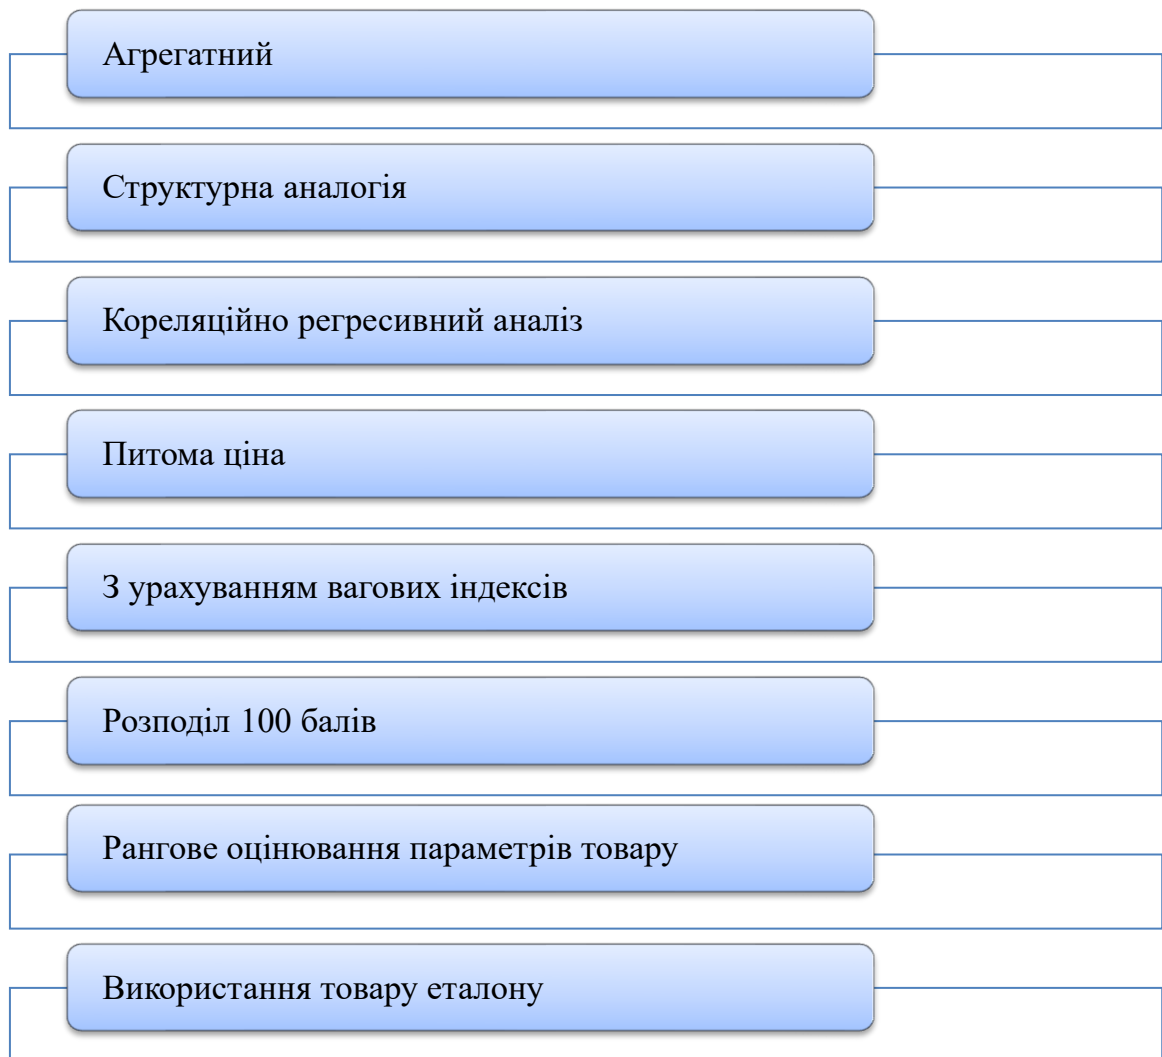 Агрегатний
Структурна аналогія
Кореляційно регресивний аналіз
Питома ціна
З урахуванням вагових індексів
Розподіл 100 балів
Рангове оцінювання параметрів товару
Використання товару еталону